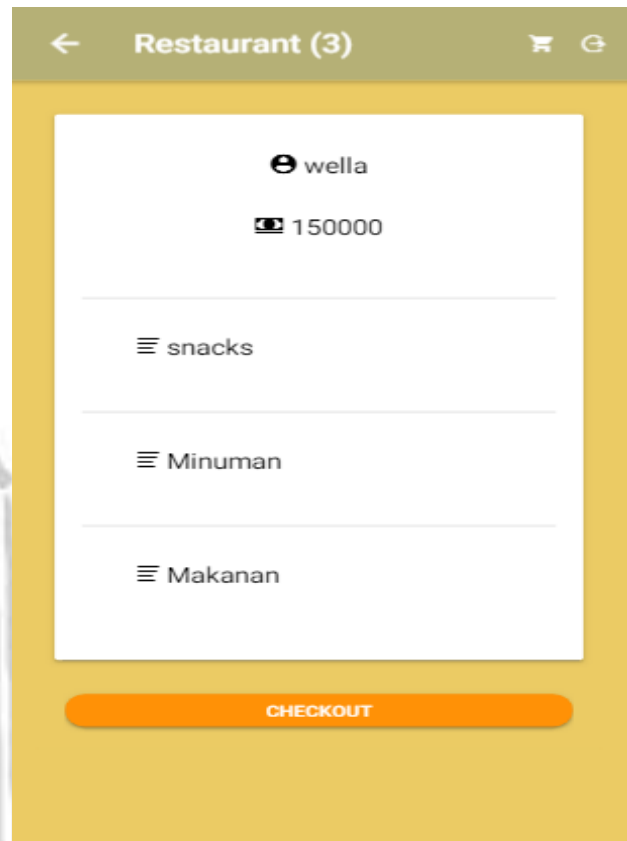 Restaurant (3)
wella
150000
snacks
Minuman
Makanan
CHECKOUT